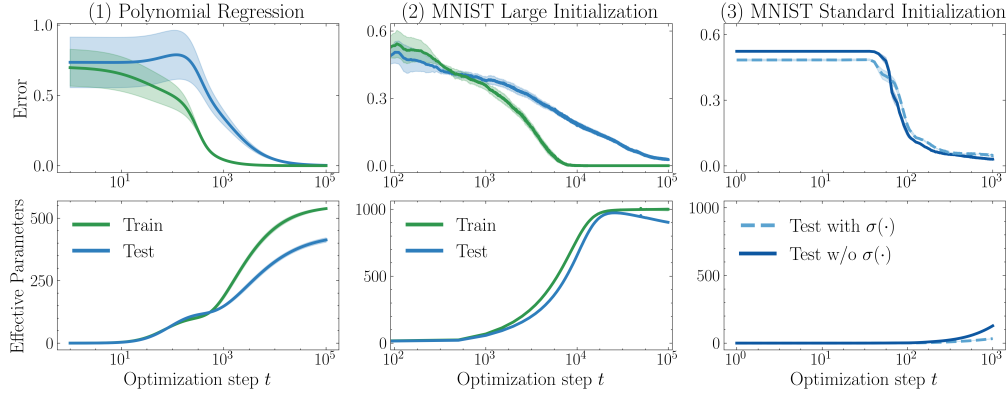 (1) Polynomial Regression
(2) MNIST Large Initialization
(3) MNIST Standard Initialization
Error
1.0
0.5
0.0
10¹
10³
10⁵
0.6
0.3
0.0
10²
10³
10⁴
10⁵
0.6
0.3
0.0
10⁰
10¹
10²
10³
Effective Parameters
500
250
0
Train
Test
10¹
10³
10⁵
Optimization step t
1000
500
0
Train
Test
10²
10³
10⁴
10⁵
Optimization step t
1000
500
0
Test with σ(·)
Test w/o σ(·)
10⁰
10¹
10²
10³
Optimization step t